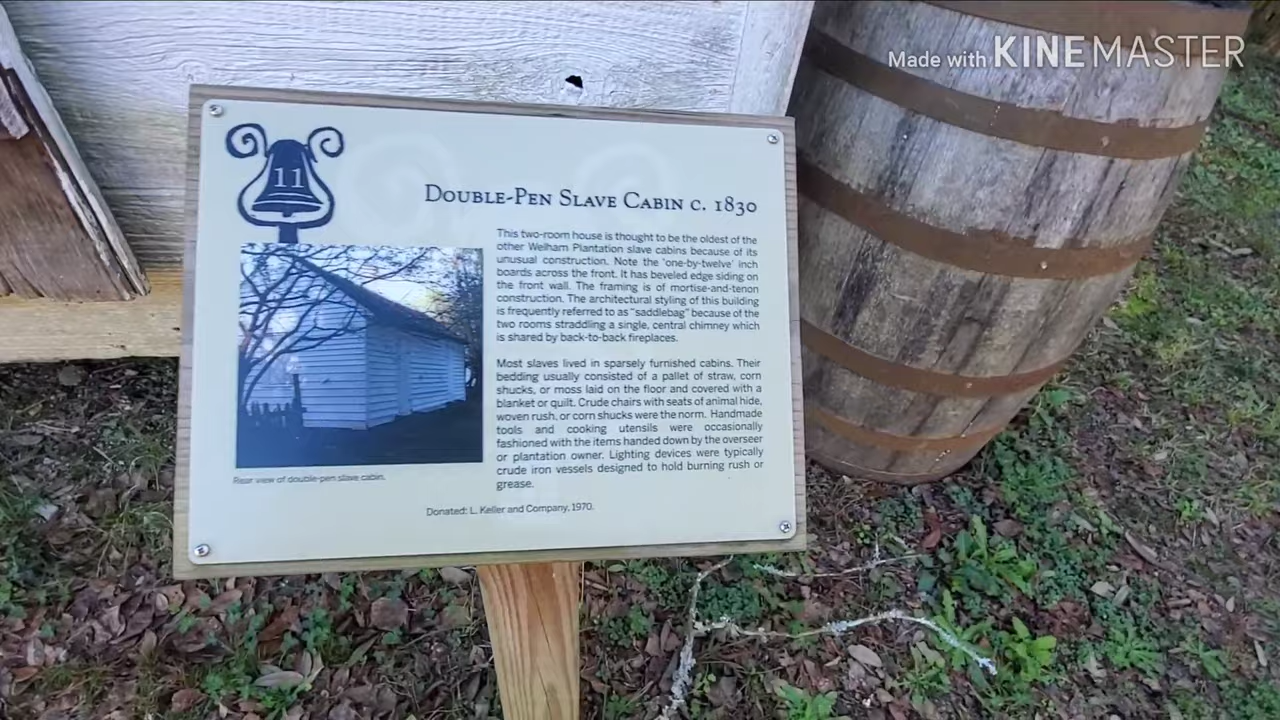 Made with KINEMASTER
11
DOUBLE-PEN SLAVE CABIN C. 1830
This two-room house is thought to be the oldest of the
other Welham Plantation slave cabins because of its
unusual construction. Note the 'one-by-twelve' inch
boards across the front. It has beveled edge siding on
the front wall. The framing is of mortise-and-tenon
construction. The architectural styling of this building
is frequently referred to as "saddlebag" because of the
two rooms straddling a single, central chimney which
is shared by back-to-back fireplaces.
Most slaves lived in sparsely furnished cabins. Their
bedding usually consisted of a pallet of straw, corn
shucks, or moss laid on the floor and covered with a
blanket or quilt. Crude chairs with seats of animal hide,
woven rush, or corn shucks were the norm. Handmade
tools and cooking utensils were occasionally
fashioned with the items handed down by the overseer
or plantation owner. Lighting devices were typically
crude iron vessels designed to hold burning rush or
grease.
Rear view of double-pen slave cabin.
Donated: L. Keller and Company, 1970.